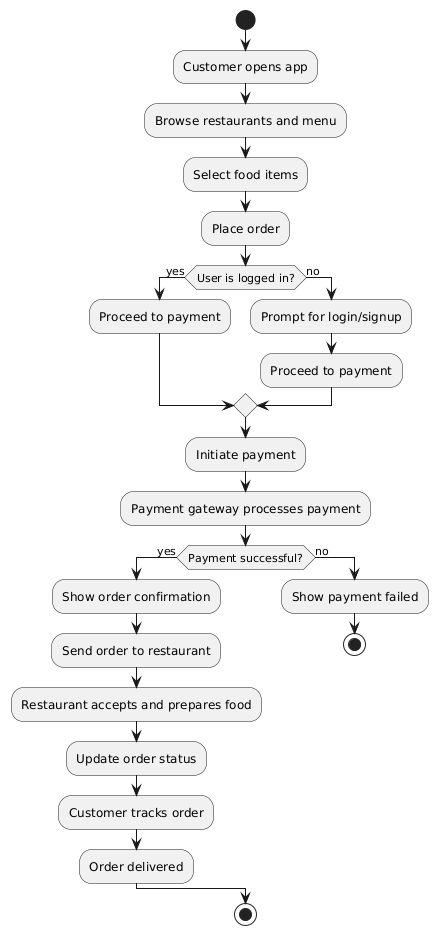 Customer opens app
Browse restaurants and menu
Select food items
Place order
yes
User is logged in?
no
Proceed to payment
Prompt for login/signup
Proceed to payment
Initiate payment
Payment gateway processes payment
yes
Payment successful?
no
Show order confirmation
Show payment failed
Send order to restaurant
Restaurant accepts and prepares food
Update order status
Customer tracks order
Order delivered